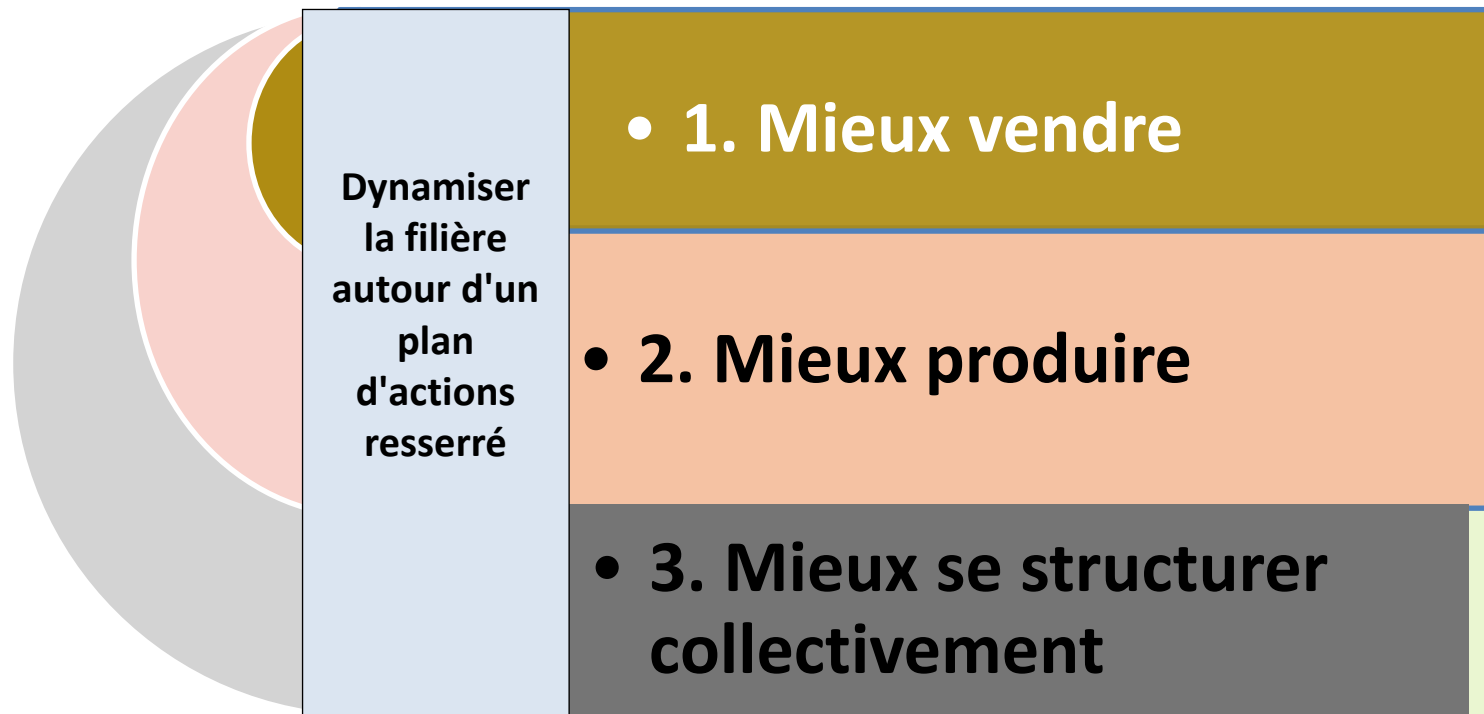 Dynamiser
la filière
autour d'un
plan
d'actions
resserré
• 1. Mieux vendre
• 2. Mieux produire
• 3. Mieux se structurer
collectivement